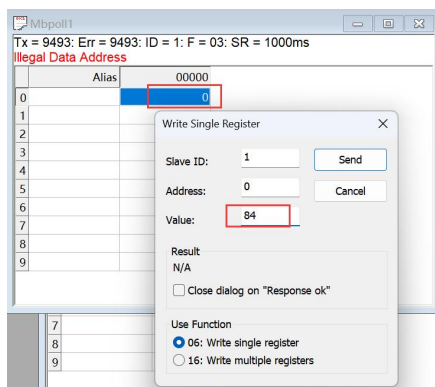 Mbpoll1
Tx = 9493: Err = 9493: ID = 1: F = 03: SR = 1000ms
Illegal Data Address
Alias 00000
0 0
1
2
3
4
5
6
7
8
9
Write Single Register
Slave ID: 1 Send
Address: 0 Cancel
Value: 84
Result
N/A
Close dialog on "Response ok"
Use Function
06: Write single register
16: Write multiple registers
7
8
9